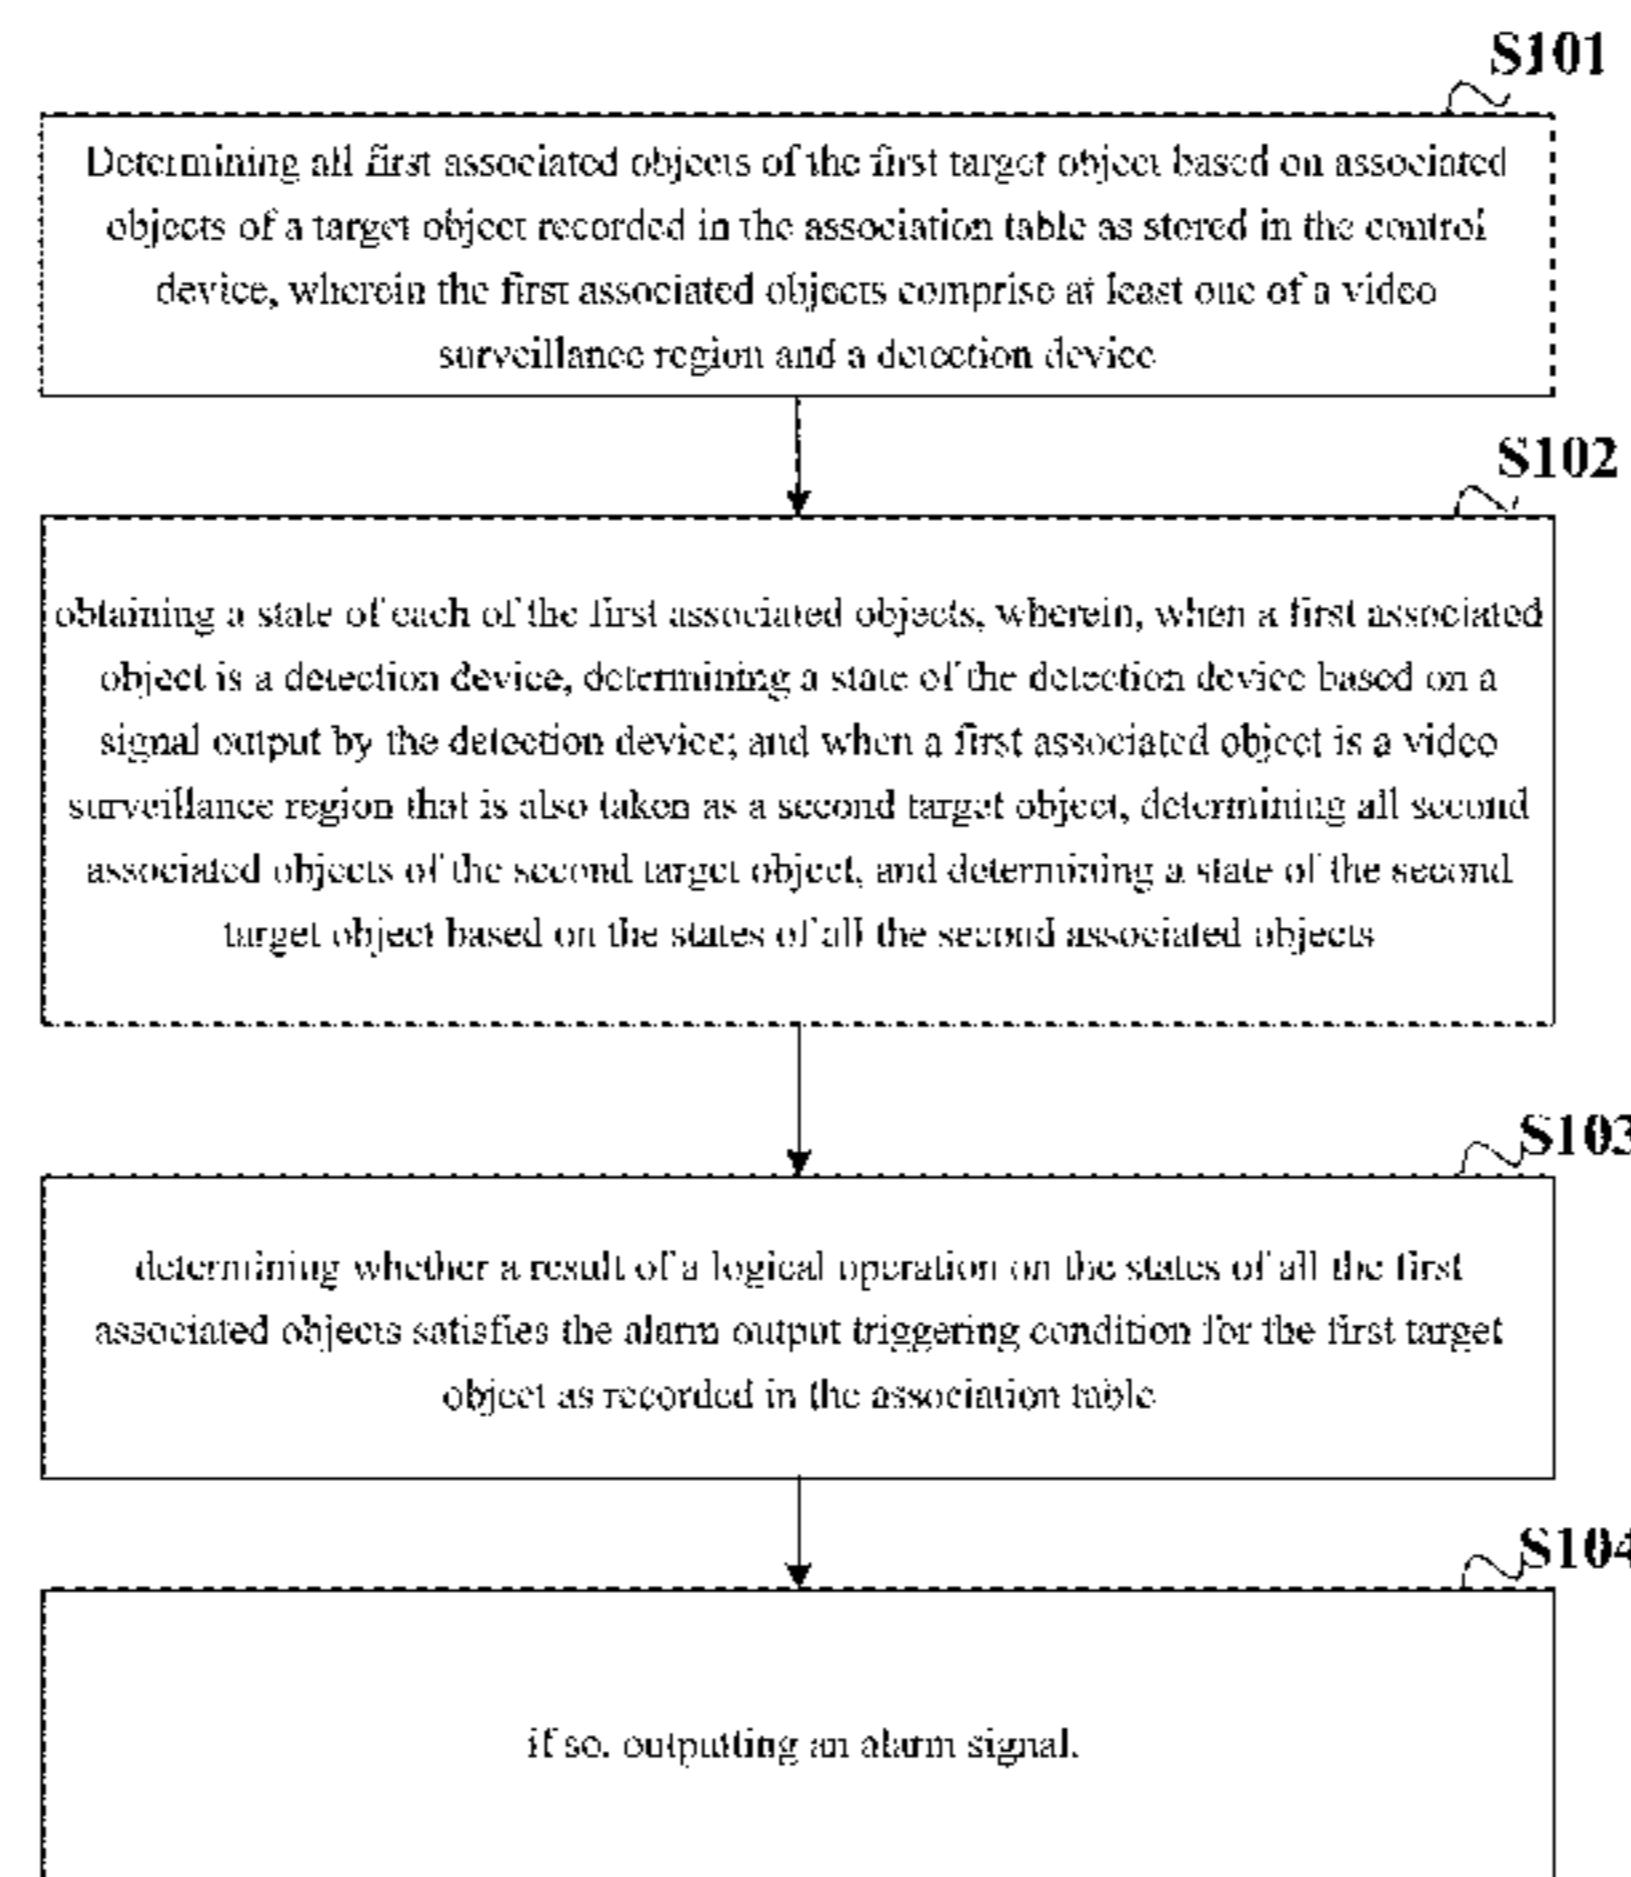 S101
Determining all first associated objects of the first target object based on associated
objects of a target object recorded in the association table as stored in the control
device, wherein the first associated objects comprise at least one of a video
surveillance region and a detection device
S102
obtaining a state of each of the first associated objects, wherein, when a first associated
object is a detection device, determining a state of the detection device based on a
signal output by the detection device; and when a first associated object is a video
surveillance region that is also taken as a second target object, determining all second
associated objects of the second target object, and determining a state of the second
target object based on the states of all the second associated objects
S103
determining whether a result of a logical operation on the states of all the first
associated objects satisfies the alarm output triggering condition for the first target
object as recorded in the association table
S104
if so, outputting an alarm signal.